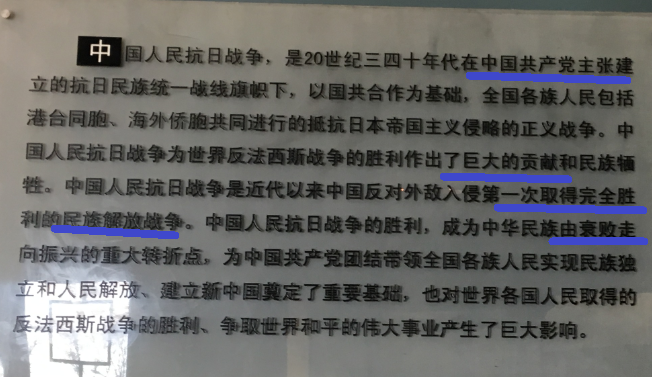 中国人民抗日战争，是20世纪三四十年代在中国共产党主张建
立的抗日民族统一战线旗帜下，以国共合作为基础，全国各族人民包括
港台同胞、海外侨胞共同进行的抵抗日本帝国主义侵略的正义战争。中
国人民抗日战争为世界反法西斯战争的胜利作出了巨大的贡献和民族牺
牲。中国人民抗日战争是近代以来中国反对外敌入侵第一次取得完全胜
利的民族解放战争。中国人民抗日战争的胜利，成为中华民族由衰败走
向振兴的重大转折点，为中国共产党团结带领全国各族人民实现民族独
立和人民解放、建立新中国奠定了重要基础，也对世界各国人民取得的
反法西斯战争的胜利、争取世界和平的伟大事业产生了巨大影响。